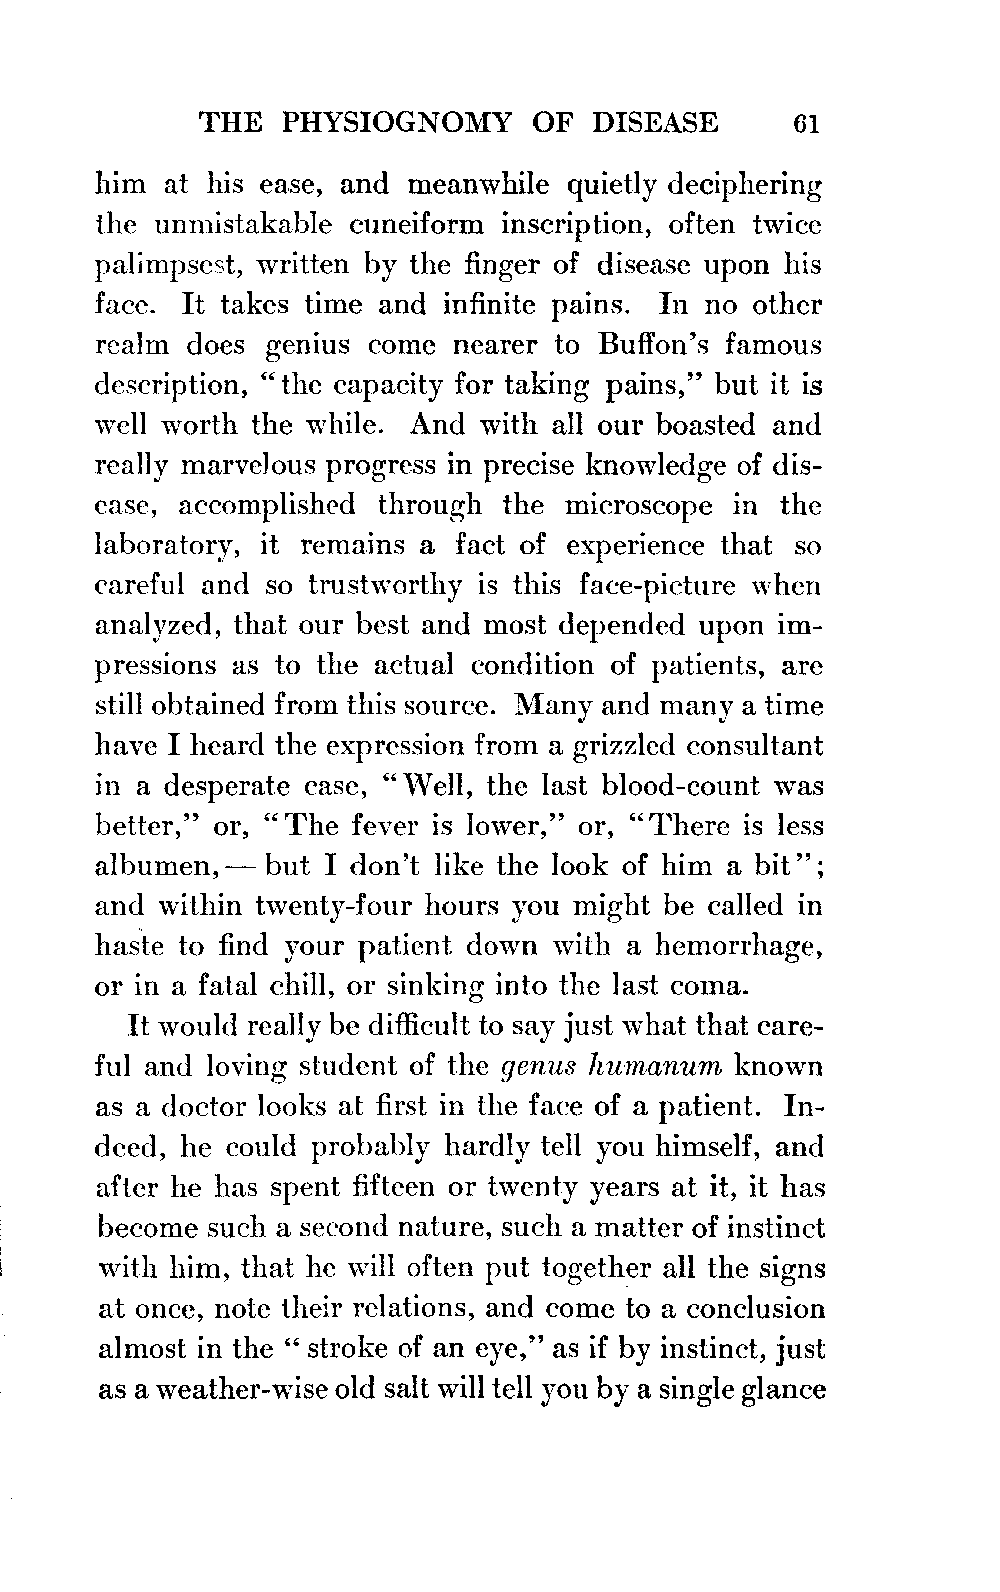 THE PHYSIOGNOMY OF DISEASE 61
him at his ease, and meanwhile quietly deciphering
the unmistakable cuneiform inscription, often twice
palimpsest, written by the finger of disease upon his
face. It takes time and infinite pains. In no other
realm does genius come nearer to Buffon's famous
description, "the capacity for taking pains," but it is
well worth the while. And with all our boasted and
really marvelous progress in precise knowledge of dis-
ease, accomplished through the microscope in the
laboratory, it remains a fact of experience that so
careful and so trustworthy is this face-picture when
analyzed, that our best and most depended upon im-
pressions as to the actual condition of patients, are
still obtained from this source. Many and many a time
have I heard the expression from a grizzled consultant
in a desperate case, "Well, the last blood-count was
better," or, "The fever is lower," or, "There is less
albumen,— but I don't like the look of him a bit";
and within twenty-four hours you might be called in
haste to find your patient down with a hemorrhage,
or in a fatal chill, or sinking into the last coma.
It would really be difficult to say just what that care-
ful and loving student of the genus humanum known
as a doctor looks at first in the face of a patient. In-
deed, he could probably hardly tell you himself, and
after he has spent fifteen or twenty years at it, it has
become such a second nature, such a matter of instinct
with him, that he will often put together all the signs
at once, note their relations, and come to a conclusion
almost in the " stroke of an eye," as if by instinct, just
as a weather-wise old salt will tell you by a single glance